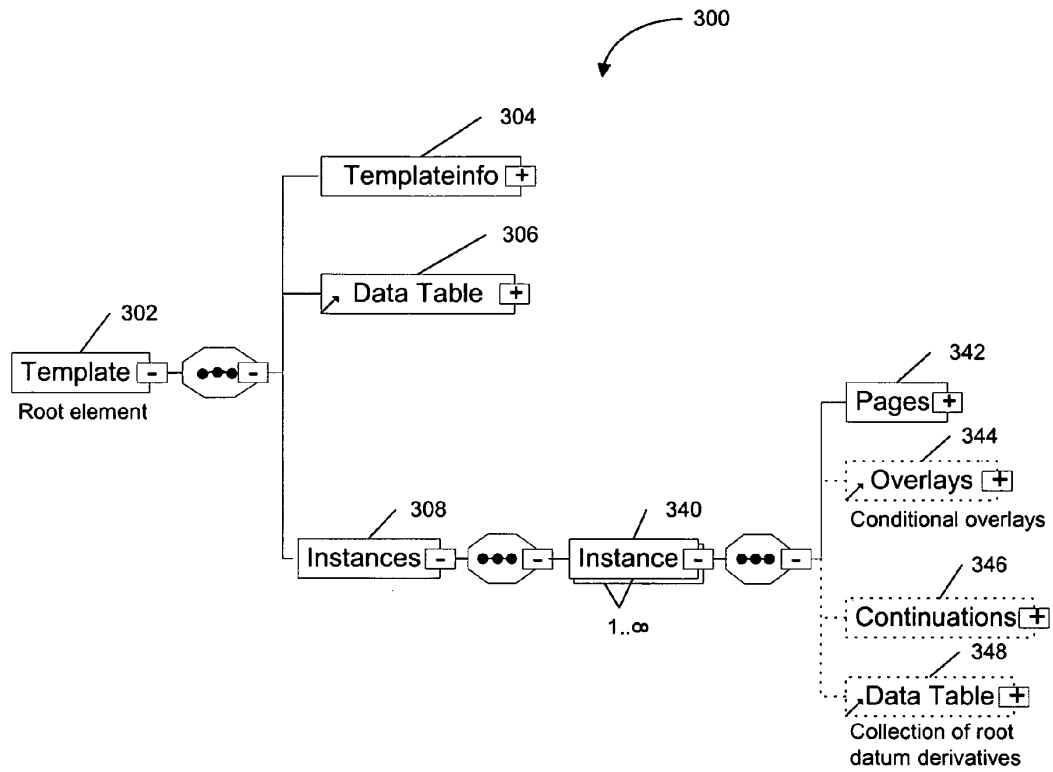 300
304
Templateinfo +
306
Data Table +
302
Template -
-
Root element
342
Pages +
344
Overlays +
Conditional overlays
308
Instances -
-
340
Instance -
-
1..∞
346
Continuations +
348
Data Table +
Collection of root
datum derivatives